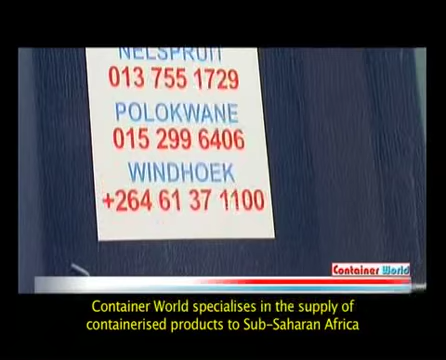 NELSPRUIT
013 755 1729
POLOKWANE
015 299 6406
WINDHOEK
+264 61 37 1100
Container World
Container World specialises in the supply of
containerised products to Sub-Saharan Africa